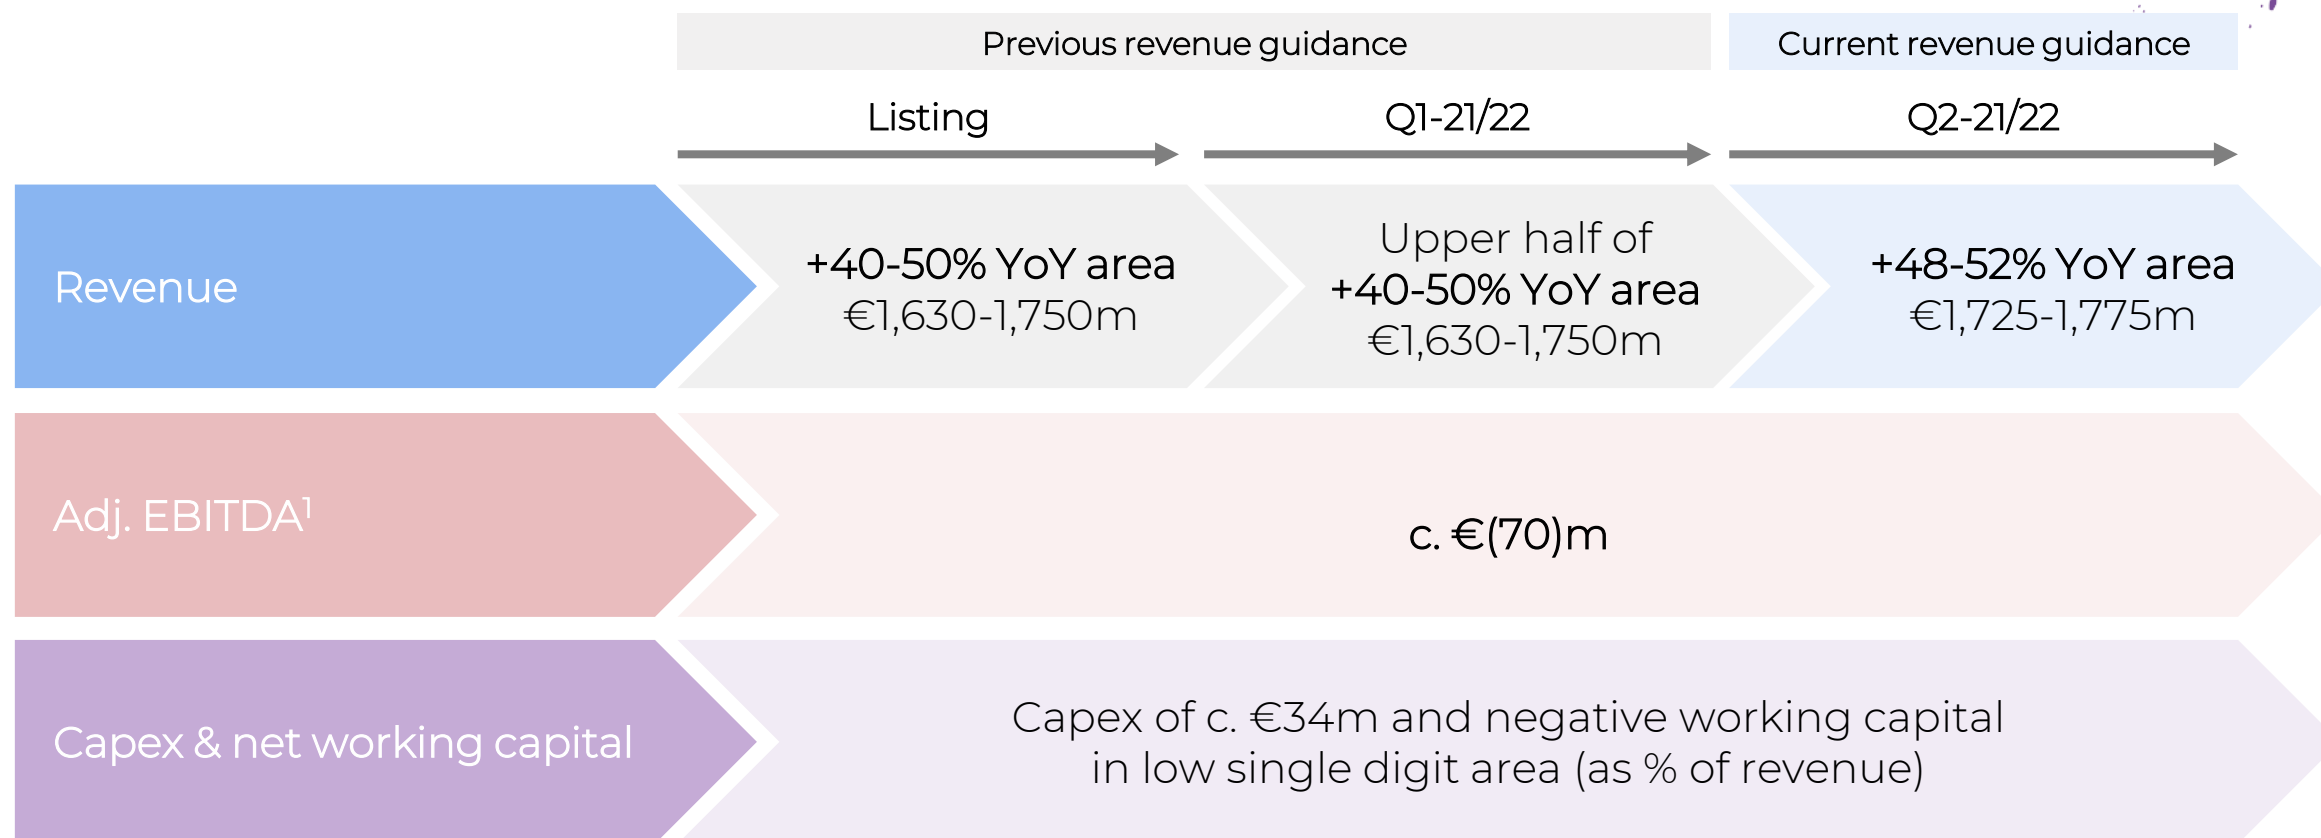 Previous revenue guidance
Current revenue guidance
Listing
Q1-21/22
Q2-21/22
Revenue
+40-50% YoY area
€1,630-1,750m
Upper half of
+40-50% YoY area
€1,630-1,750m
+48-52% YoY area
€1,725-1,775m
Adj. EBITDA¹
c. €(70)m
Capex & net working capital
Capex of c. €34m and negative working capital
in low single digit area (as % of revenue)